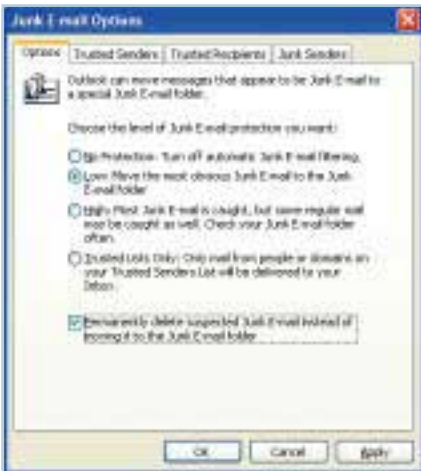 Junk E-mail Options
Options Trusted Senders Trusted Recipients Junk Senders
Outlook can move messages that appear to be Junk E-mail to
a special Junk E-mail folder.
Choose the level of Junk E-mail protection you want:
No Protection. Turn off automatic Junk E-mail filtering.
Low: Move the most obvious Junk E-mail to the Junk
E-mail folder
High: Most Junk E-mail is caught, but some regular mail
may be caught as well. Check your Junk E-mail folder
often.
Trusted Lists Only: Only mail from people or domains on
your Trusted Senders List will be delivered to your
Inbox.
Permanently delete suspected Junk E-mail instead of
moving it to the Junk E-mail folder
OK Cancel Apply